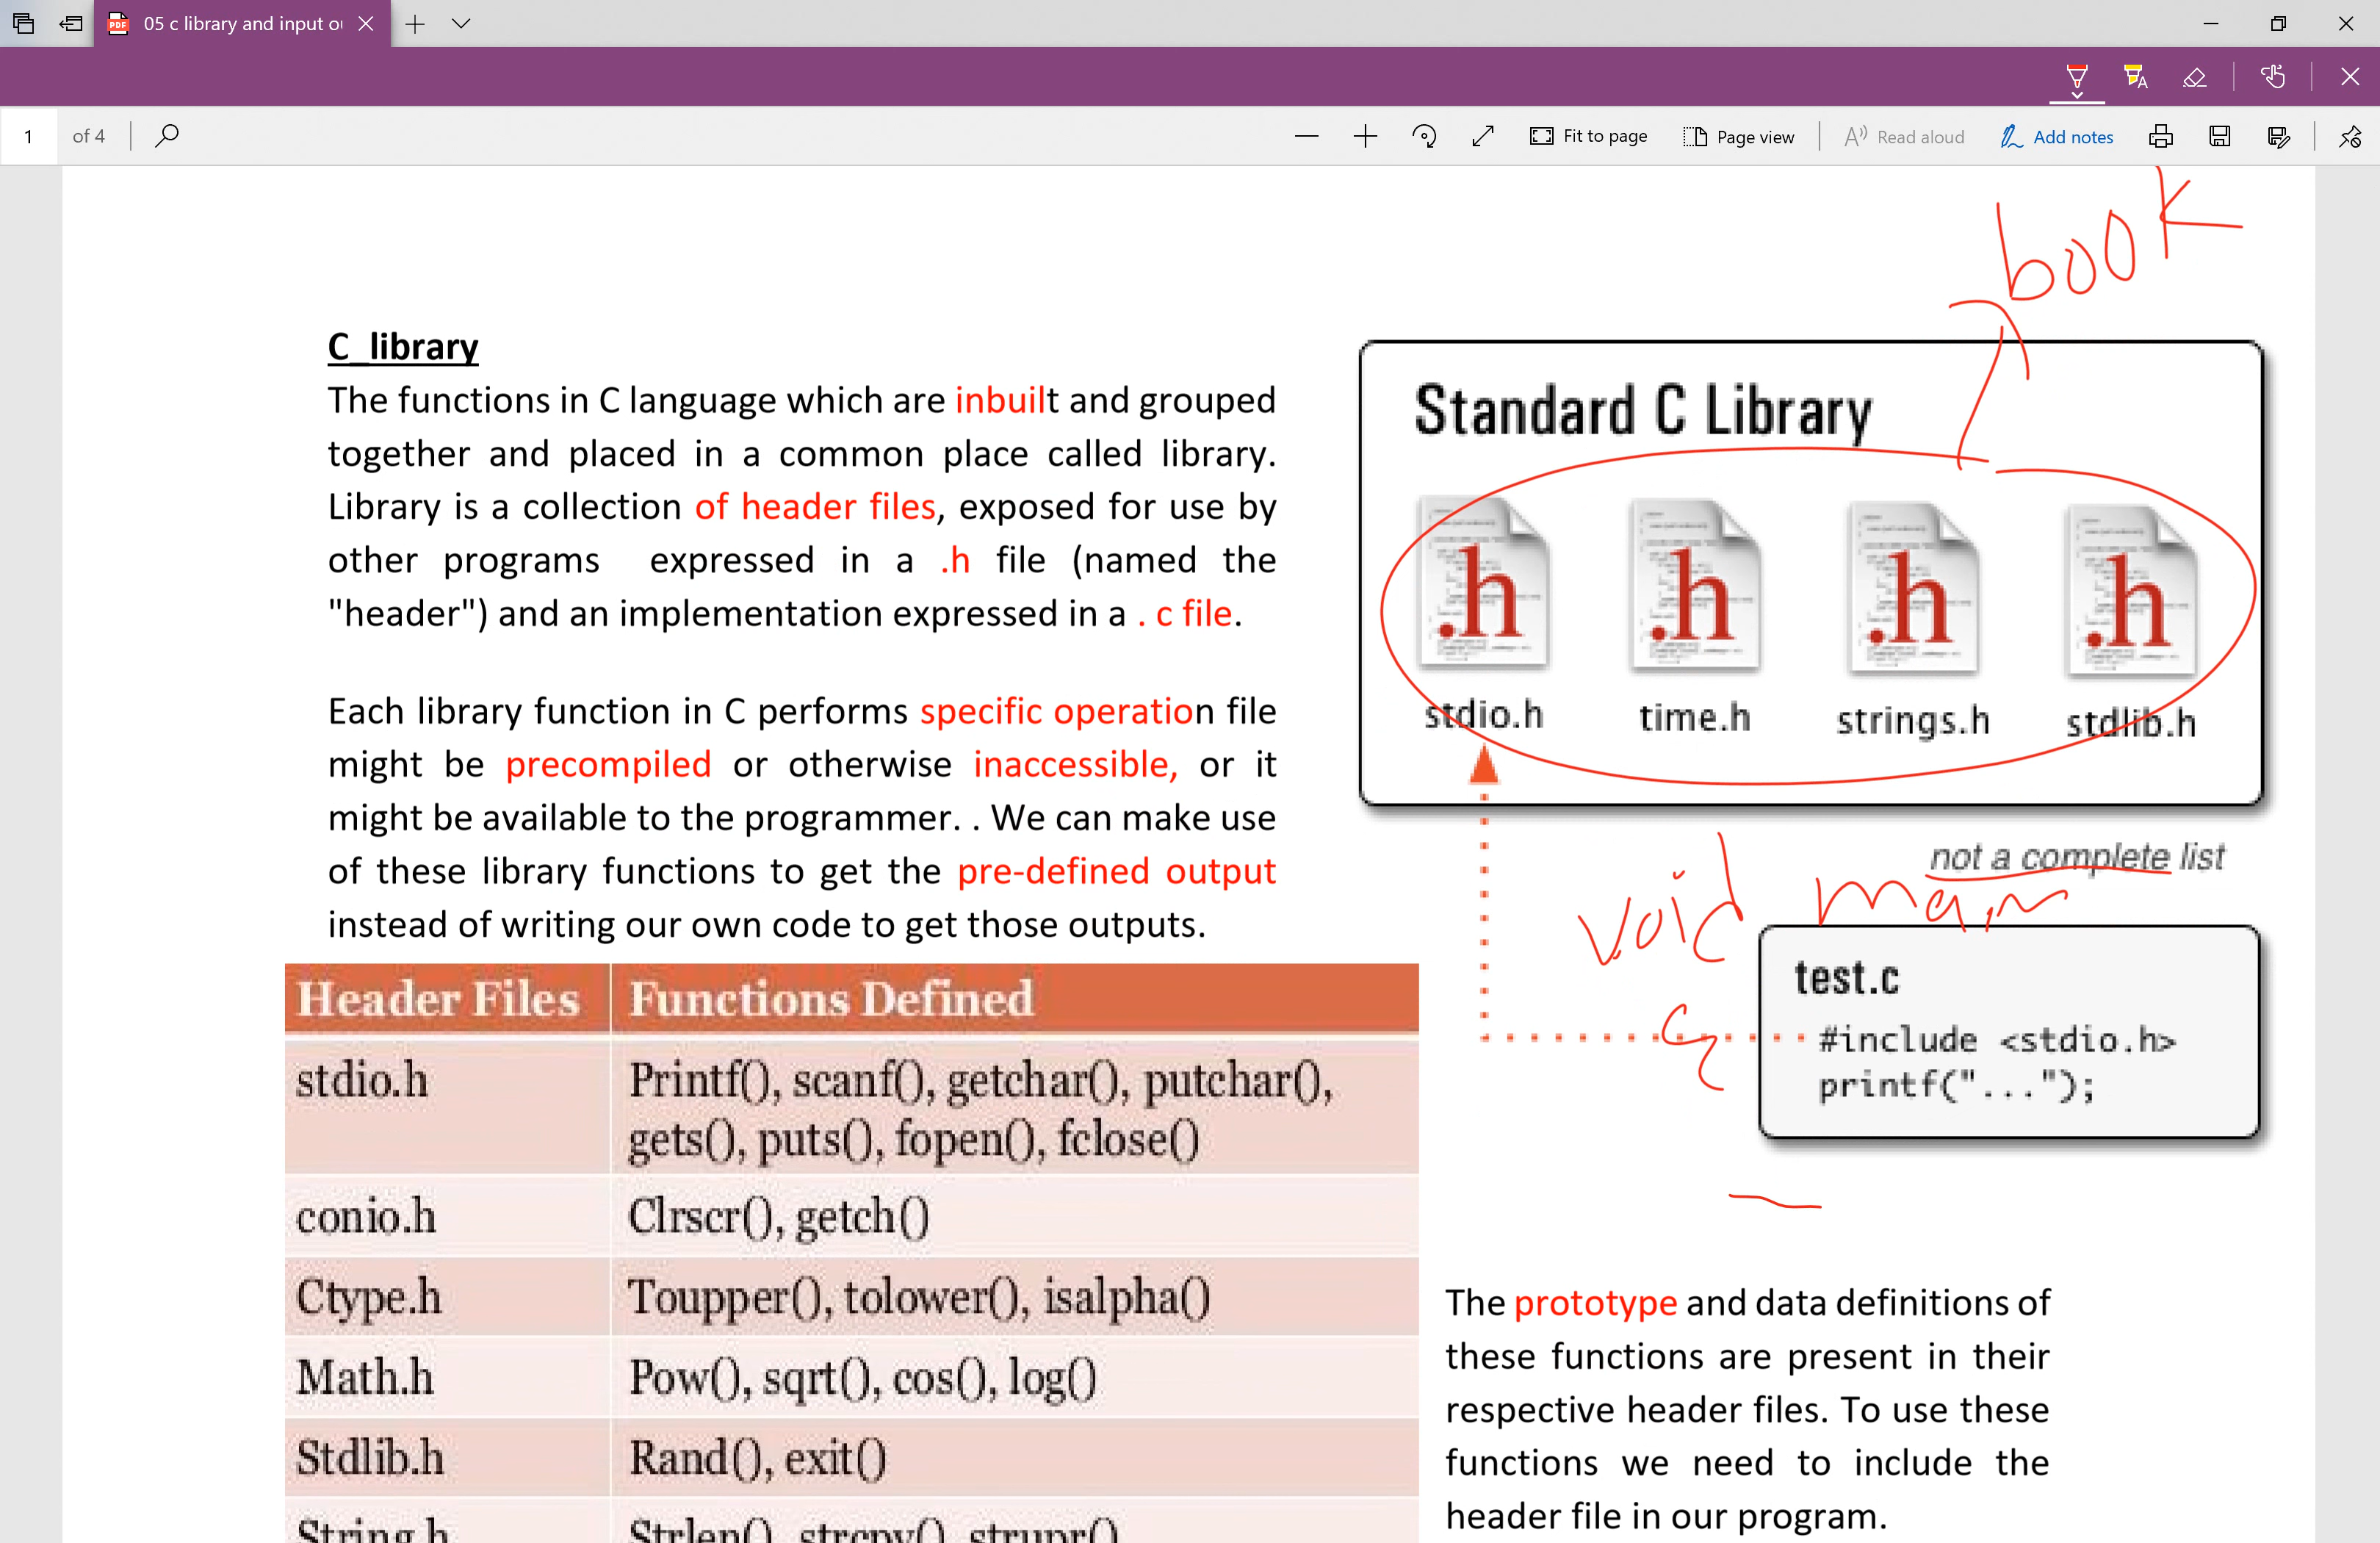 05 c library and input ou
1 of 4
Fit to page
Page view
Read aloud
Add notes
book
C library
The functions in C language which are inbuilt and grouped
together and placed in a common place called library.
Library is a collection of header files, exposed for use by
other programs expressed in a .h file (named the
"header") and an implementation expressed in a . c file.
Each library function in C performs specific operation file
might be precompiled or otherwise inaccessible, or it
might be available to the programmer. . We can make use
of these library functions to get the pre-defined output
instead of writing our own code to get those outputs.
Standard C Library
.h .h .h .h
stdio.h time.h strings.h stdlib.h
not a complete list
void main
{
test.c
#include <stdio.h>
printf("...");
Header Files Functions Defined
stdio.h Printf(), scanf(), getchar(), putchar(),
gets(), puts(), fopen(), fclose()
conio.h Clrscr(), getch()
Ctype.h Toupper(), tolower(), isalpha()
Math.h Pow(), sqrt(), cos(), log()
Stdlib.h Rand(), exit()
String.h Strlen(), strcpy(), strupr()
The prototype and data definitions of
these functions are present in their
respective header files. To use these
functions we need to include the
header file in our program.